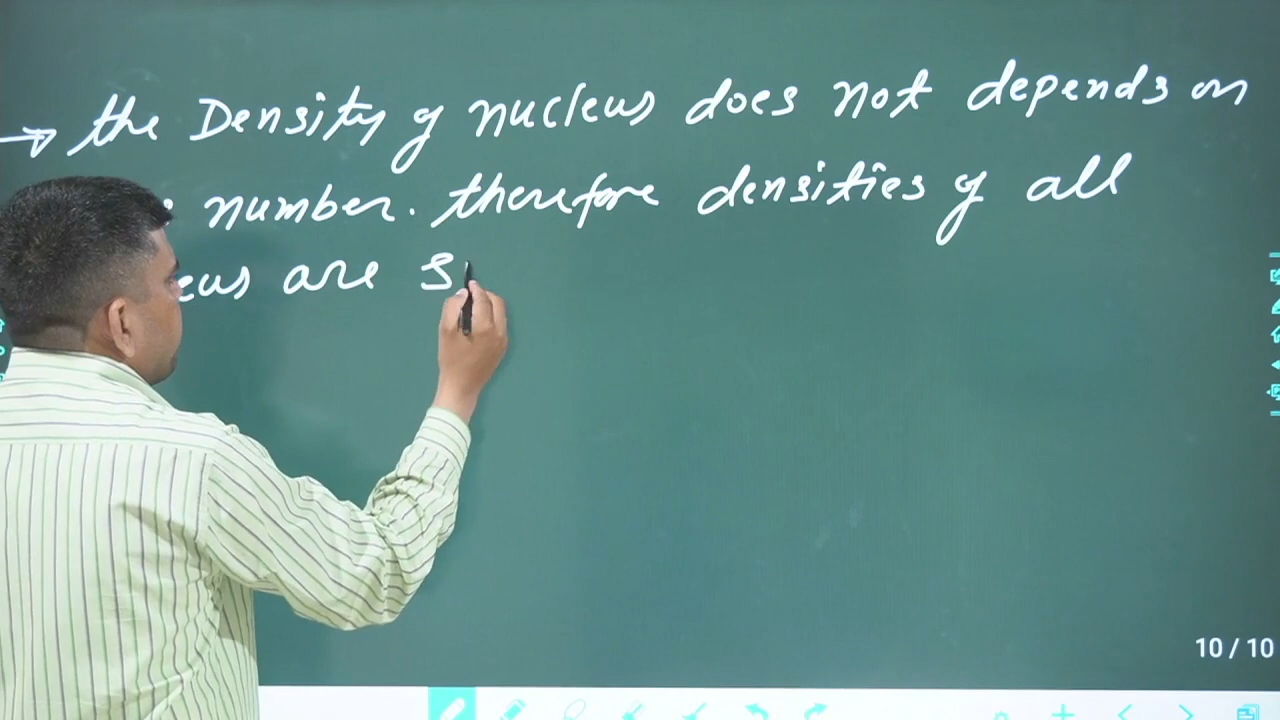 → the Density of nucleus does not depends on
number. therefore densities of all
are
10 / 10